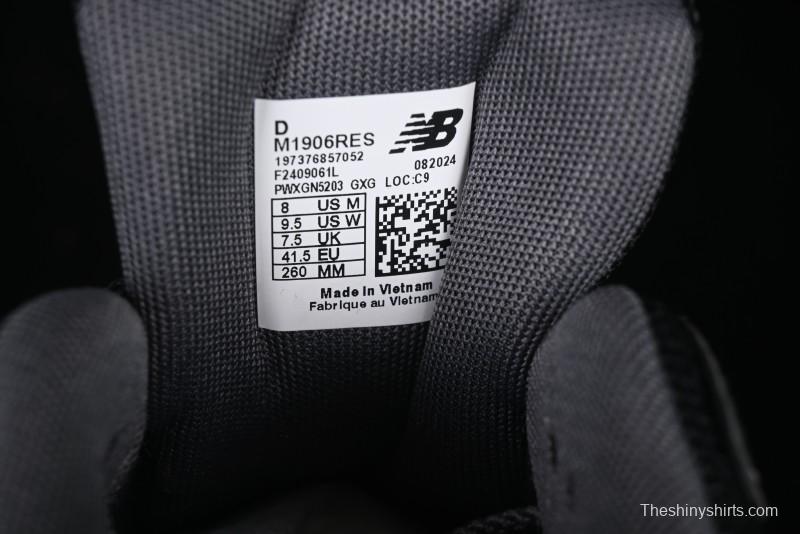 D
M1906RES
NB
197376857052
082024
F2409061L
PWXGN5203 GXG LOC:C9
8 US M
9.5 US W
7.5 UK
41.5 EU
260 MM
Made in Vietnam
Fabrique au Vietnam
Theshinyshirts.com